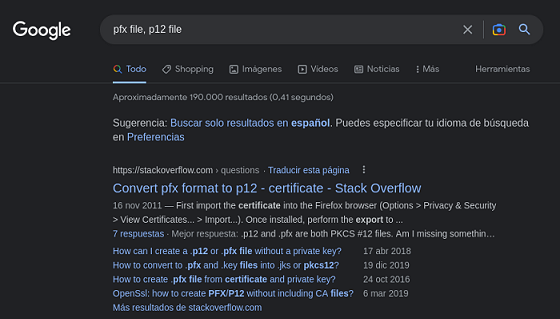 Google
pfx file, p12 file
Todo Shopping Imágenes Vídeos Noticias Más Herramientas
Aproximadamente 190.000 resultados (0,41 segundos)
Sugerencia: Buscar solo resultados en español. Puedes especificar tu idioma de búsqueda
en Preferencias
https://stackoverflow.com › questions · Traducir esta página
Convert pfx format to p12 - certificate - Stack Overflow
16 nov 2011 — First import the certificate into the Firefox browser (Options > Privacy & Security
> View Certificates... > Import...). Once installed, perform the export to ...
7 respuestas · Mejor respuesta: .p12 and .pfx are both PKCS #12 files. Am I missing somethin...
How can I create a .p12 or .pfx file without a private key? 17 abr 2018
How to convert to .pfx and .key files into .jks or pkcs12? 19 dic 2019
How to create .pfx file from certificate and private key? 24 oct 2016
OpenSsl: how to create PFX/P12 without including CA files? 6 mar 2019
Más resultados de stackoverflow.com